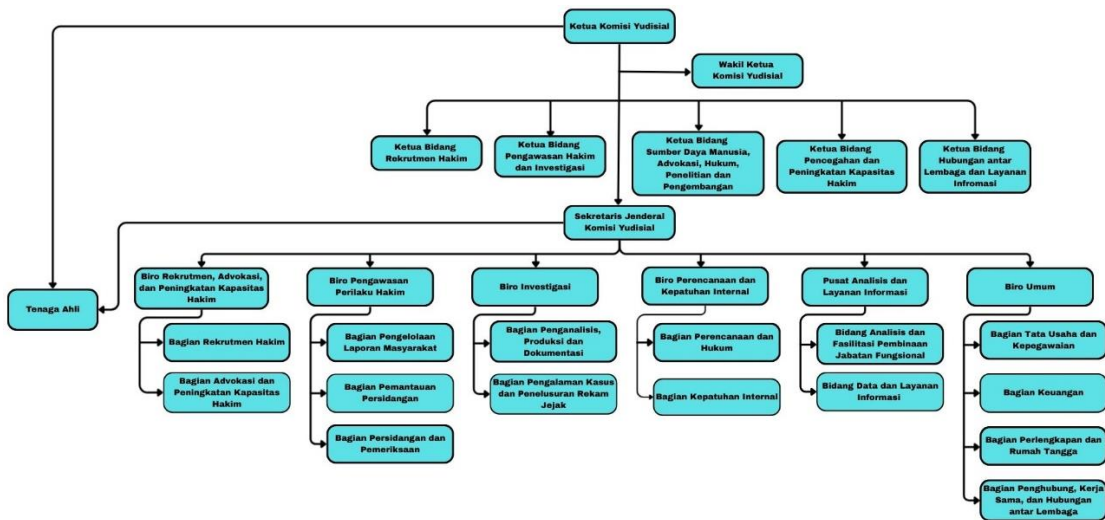 Ketua Komisi Yudisial
Wakil Ketua
Komisi Yudisial
Ketua Bidang
Rekrutmen Hakim
Ketua Bidang
Pengawasan Hakim
dan Investigasi
Ketua Bidang
Sumber Daya Manusia,
Advokasi, Hukum,
Penelitian dan
Pengembangan
Ketua Bidang
Pencegahan dan
Peningkatan Kapasitas
Hakim
Ketua Bidang
Hubungan antar
Lembaga dan Layanan
Infromasi
Sekretaris Jenderal
Komisi Yudisial
Tenaga Ahli
Biro Rekrutmen, Advokasi,
dan Peningkatan Kapasitas
Hakim
Biro Pengawasan
Perilaku Hakim
Biro Investigasi
Biro Perencanaan dan
Kepatuhan Internal
Pusat Analisis dan
Layanan Informasi
Biro Umum
Bagian Rekrutmen Hakim
Bagian Advokasi dan
Peningkatan Kapasitas
Hakim
Bagian Pengelolaan
Laporan Masyarakat
Bagian Pemantauan
Persidangan
Bagian Persidangan dan
Pemeriksaan
Bagian Penganalisis,
Produksi dan
Dokumentasi
Bagian Pengalaman Kasus
dan Penelusuran Rekam
Jejak
Bagian Perencanaan dan
Hukum
Bagian Kepatuhan Internal
Bidang Analisis dan
Fasilitasi Pembinaan
Jabatan Fungsional
Bidang Data dan Layanan
Informasi
Bagian Tata Usaha dan
Kepegawaian
Bagian Keuangan
Bagian Perlengkapan dan
Rumah Tangga
Bagian Penghubung, Kerja
Sama, dan Hubungan
antar Lembaga